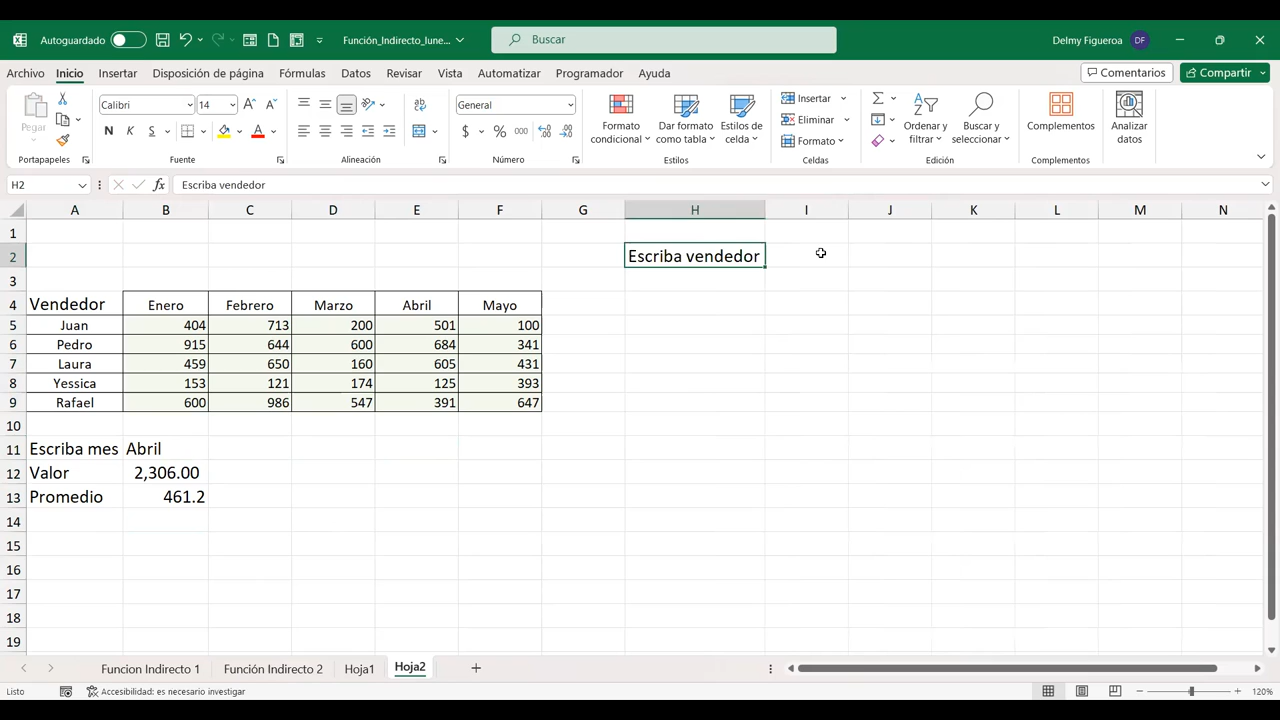 Autoguardado
Función_Indirecto_lune...
Buscar
Delmy Figueroa DF
Archivo Inicio Insertar Disposición de página Fórmulas Datos Revisar Vista Automatizar Programador Ayuda
Comentarios Compartir
Pegar
Portapapeles
Calibri 14
N K S
Fuente
Alineación
General
$ % 000
Número
Formato condicional
Dar formato como tabla
Estilos de celda
Estilos
Insertar
Eliminar
Formato
Celdas
Ordenar y filtrar
Buscar y seleccionar
Edición
Complementos
Complementos
Analizar datos
H2 fx Escriba vendedor
A B C D E F G H I J K L M N
1
2 Escriba vendedor
3
4 Vendedor Enero Febrero Marzo Abril Mayo
5 Juan 404 713 200 501 100
6 Pedro 915 644 600 684 341
7 Laura 459 650 160 605 431
8 Yessica 153 121 174 125 393
9 Rafael 600 986 547 391 647
10
11 Escriba mes Abril
12 Valor 2,306.00
13 Promedio 461.2
14
15
16
17
18
19
Funcion Indirecto 1 Función Indirecto 2 Hoja1 Hoja2
Listo Accesibilidad: es necesario investigar 120%